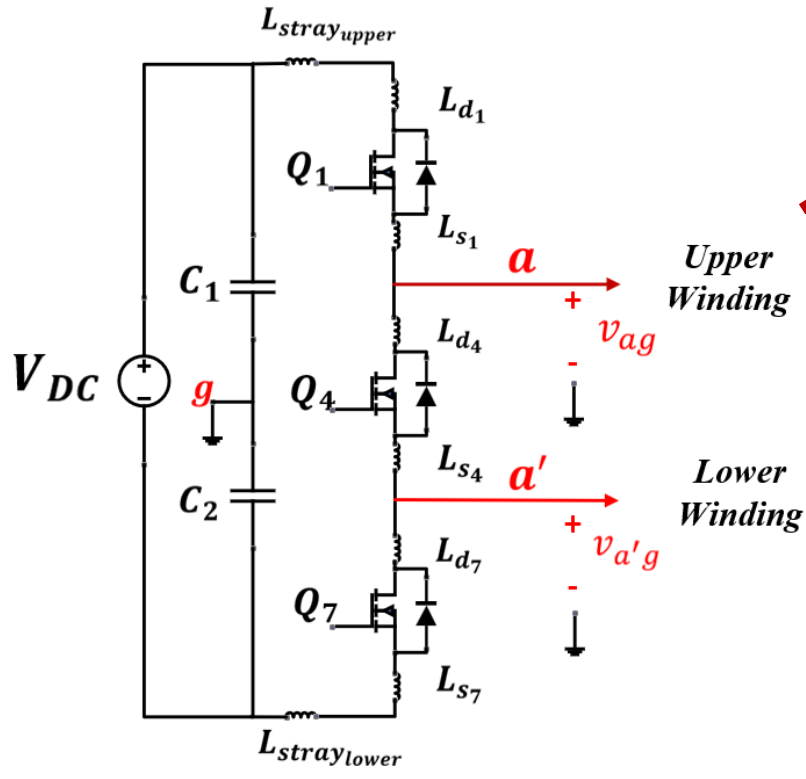 L_stray_upper
L_d1
Q1
L_s1
a
Upper
Winding
C1
+
v_ag
-
L_d4
V_DC
+
-
g
Q4
L_s4
a'
Lower
Winding
C2
+
v_a'g
-
L_d7
Q7
L_s7
L_stray_lower